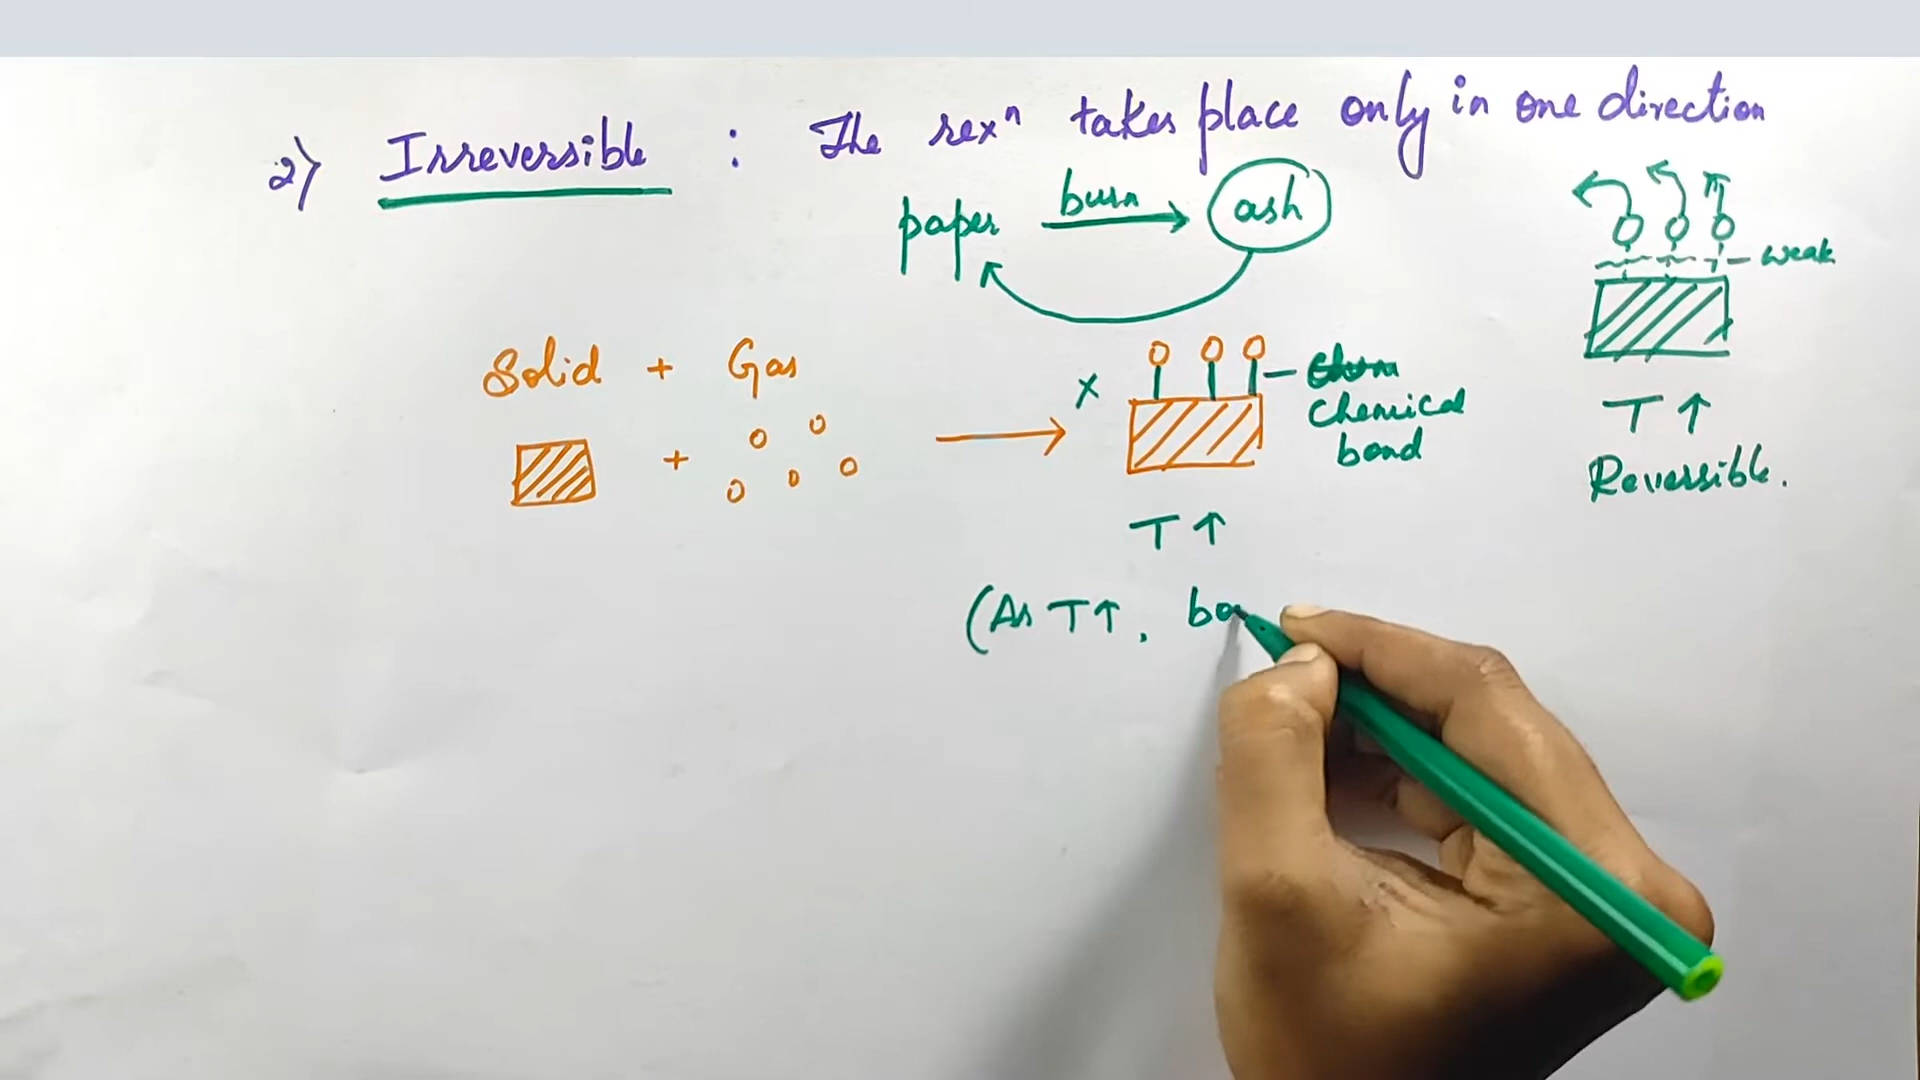 2) Irreversible : The rexⁿ takes place only in one direction
paper burn → ash
weak
Solid + Gas
+ → x
Chemical
bond
T ↑
Reversible.
T ↑
(As T↑, bo